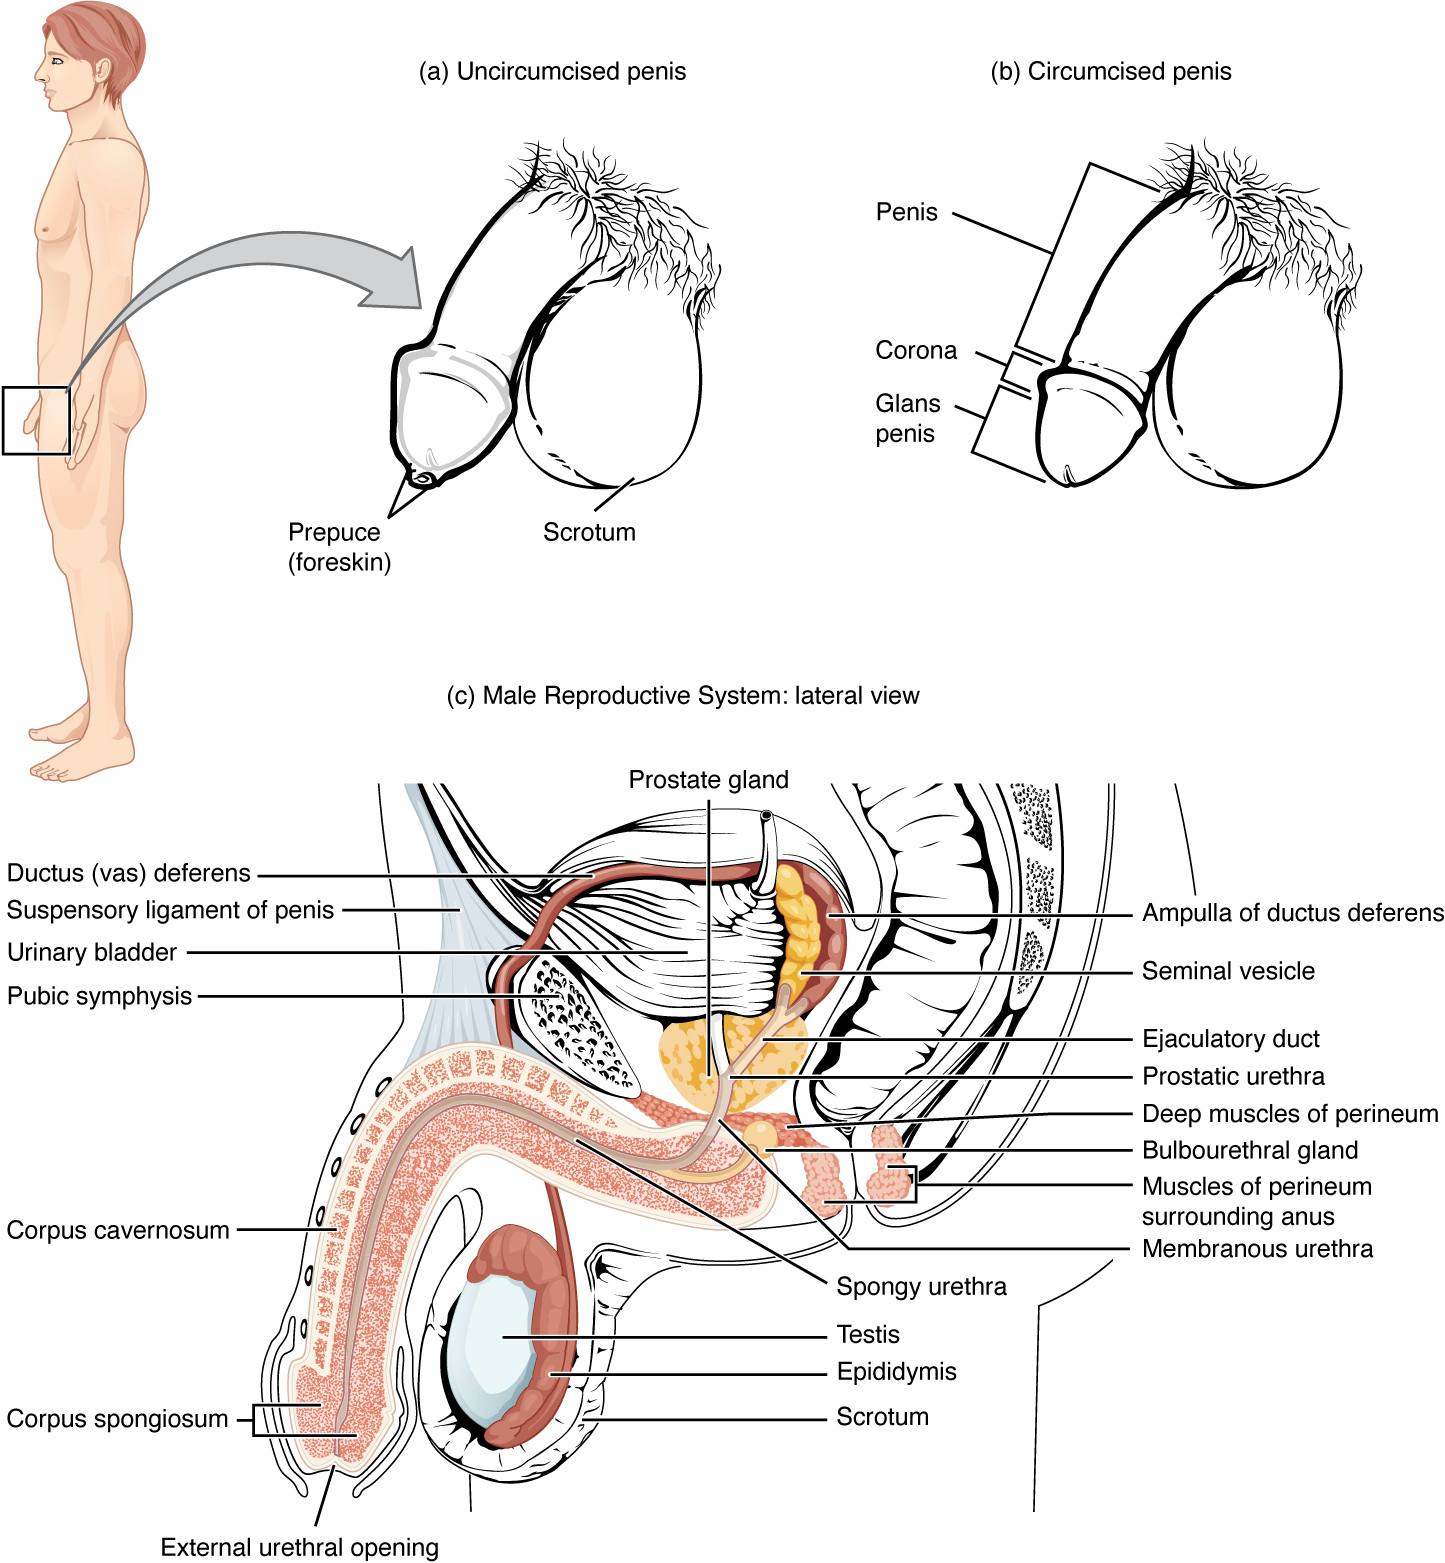 (a) Uncircumcised penis
(b) Circumcised penis
Penis
Corona
Glans
penis
Prepuce
(foreskin)
Scrotum
(c) Male Reproductive System: lateral view
Prostate gland
Ductus (vas) deferens
Suspensory ligament of penis
Urinary bladder
Pubic symphysis
Corpus cavernosum
Corpus spongiosum
External urethral opening
Ampulla of ductus deferens
Seminal vesicle
Ejaculatory duct
Prostatic urethra
Deep muscles of perineum
Bulbourethral gland
Muscles of perineum
surrounding anus
Membranous urethra
Spongy urethra
Testis
Epididymis
Scrotum